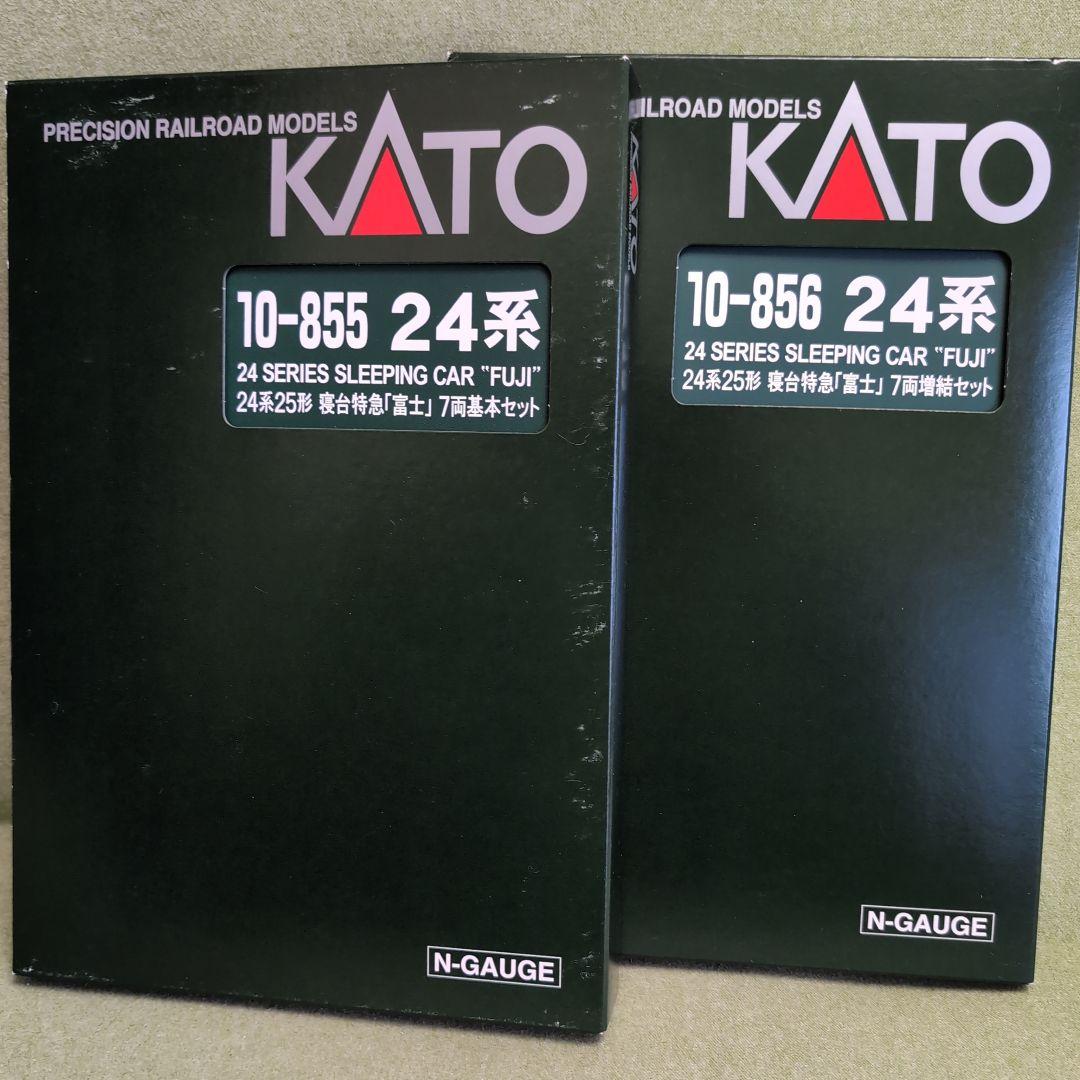 PRECISION RAILROAD MODELS
KATO
10-855 24系
24 SERIES SLEEPING CAR "FUJI"
24系25形 寝台特急「富士」 7両基本セット
N-GAUGE
KATO
ILROAD MODELS
KATO
10-856 24系
24 SERIES SLEEPING CAR "FUJI"
24系25形 寝台特急「富士」 7両増結セット
N-GAUGE